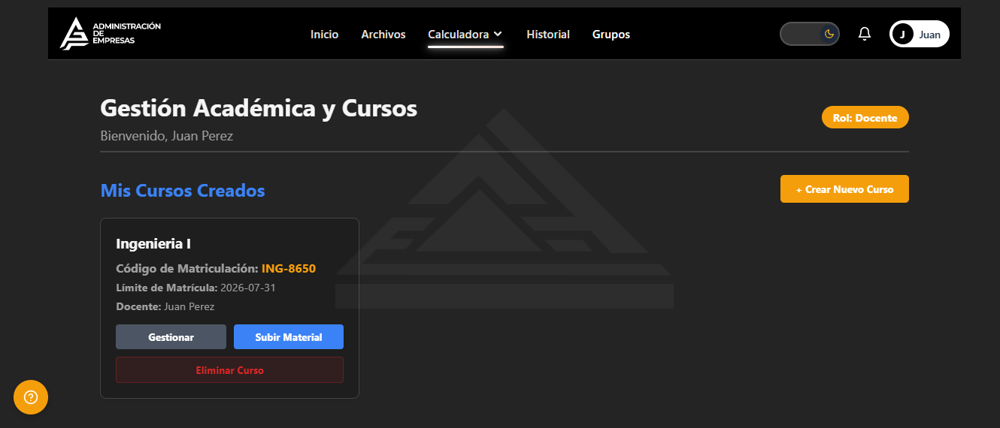 ADMINISTRACIÓN
DE
EMPRESAS
Inicio
Archivos
Calculadora
Historial
Grupos
J
Juan
Gestión Académica y Cursos
Bienvenido, Juan Perez
Rol: Docente
Mis Cursos Creados
+ Crear Nuevo Curso
Ingenieria I
Código de Matriculación: ING-8650
Límite de Matrícula: 2026-07-31
Docente: Juan Perez
Gestionar
Subir Material
Eliminar Curso
?